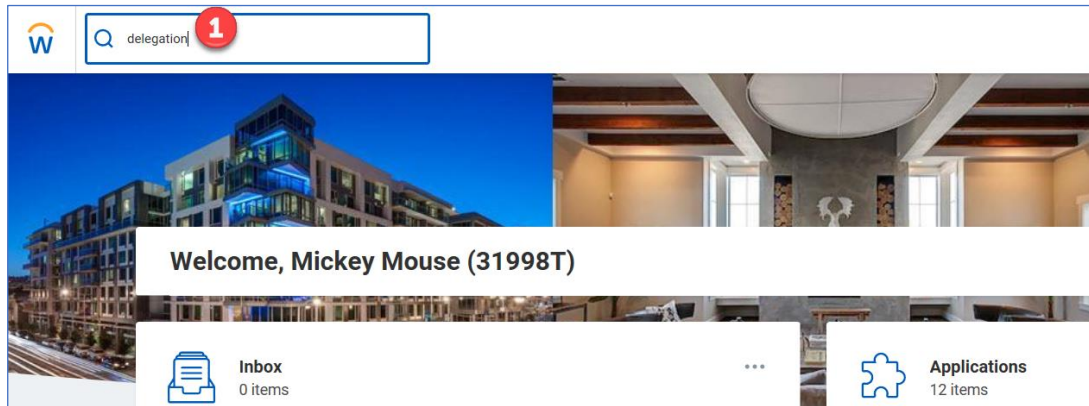 delegation
1
Welcome, Mickey Mouse (31998T)
Inbox
0 items
Applications
12 items